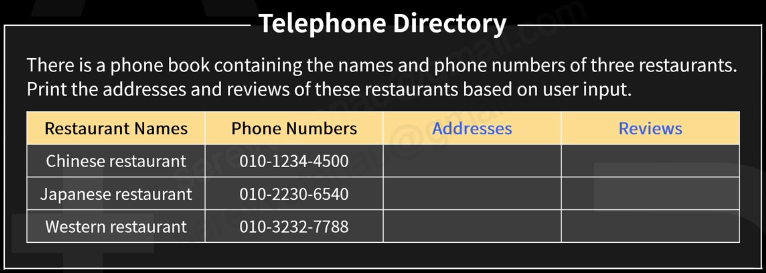 Telephone Directory
There is a phone book containing the names and phone numbers of three restaurants.
Print the addresses and reviews of these restaurants based on user input.
Restaurant Names Phone Numbers Addresses Reviews
Chinese restaurant 010-1234-4500
Japanese restaurant 010-2230-6540
Western restaurant 010-3232-7788